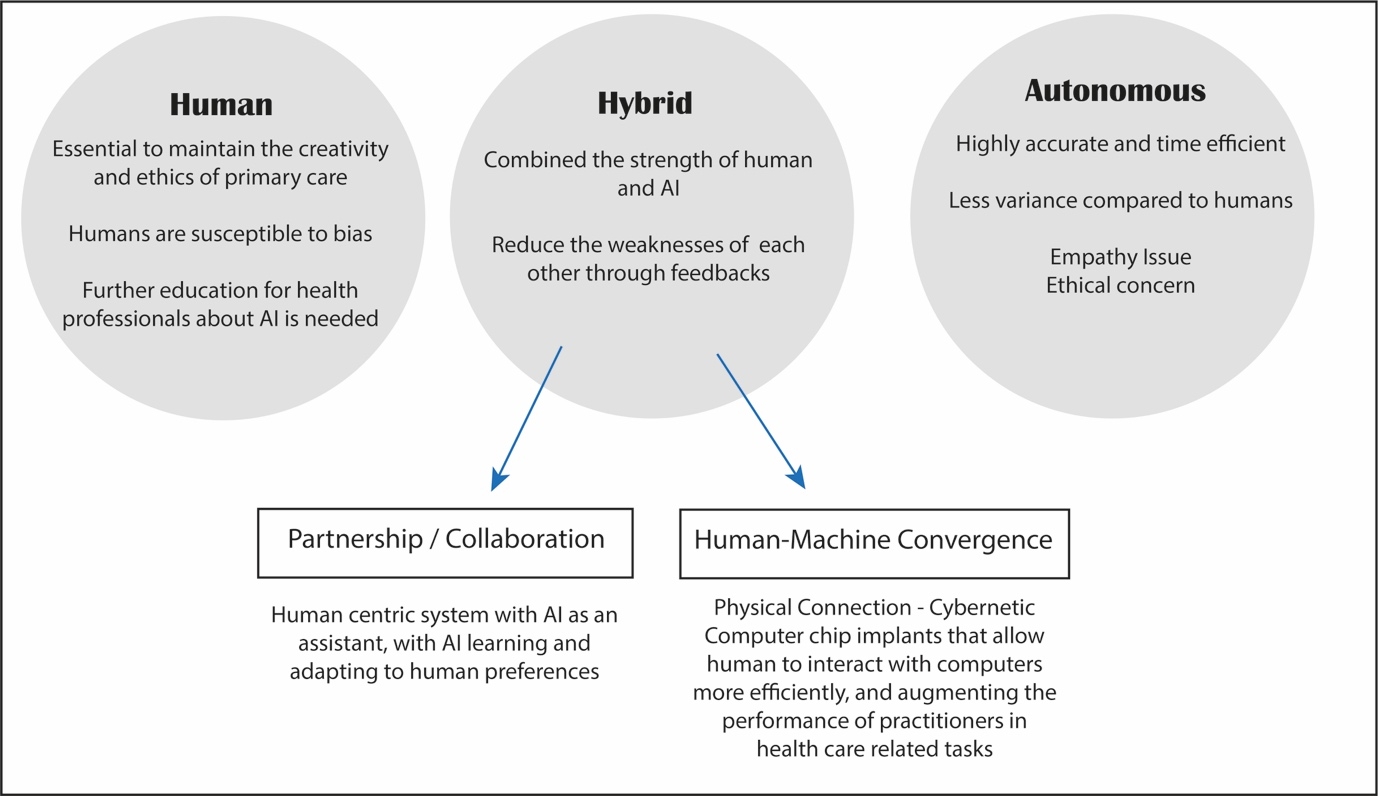 Human
Essential to maintain the creativity
and ethics of primary care
Humans are susceptible to bias
Further education for health
professionals about AI is needed
Hybrid
Combined the strength of human
and AI
Reduce the weaknesses of  each
other through feedbacks
Autonomous
Highly accurate and time efficient
Less variance compared to humans
Empathy Issue
Ethical concern
Partnership / Collaboration
Human centric system with AI as an
assistant, with AI learning and
adapting to human preferences
Human-Machine Convergence
Physical Connection - Cybernetic
Computer chip implants that allow
human to interact with computers
more efficiently, and augmenting the
performance of practitioners in
health care related tasks